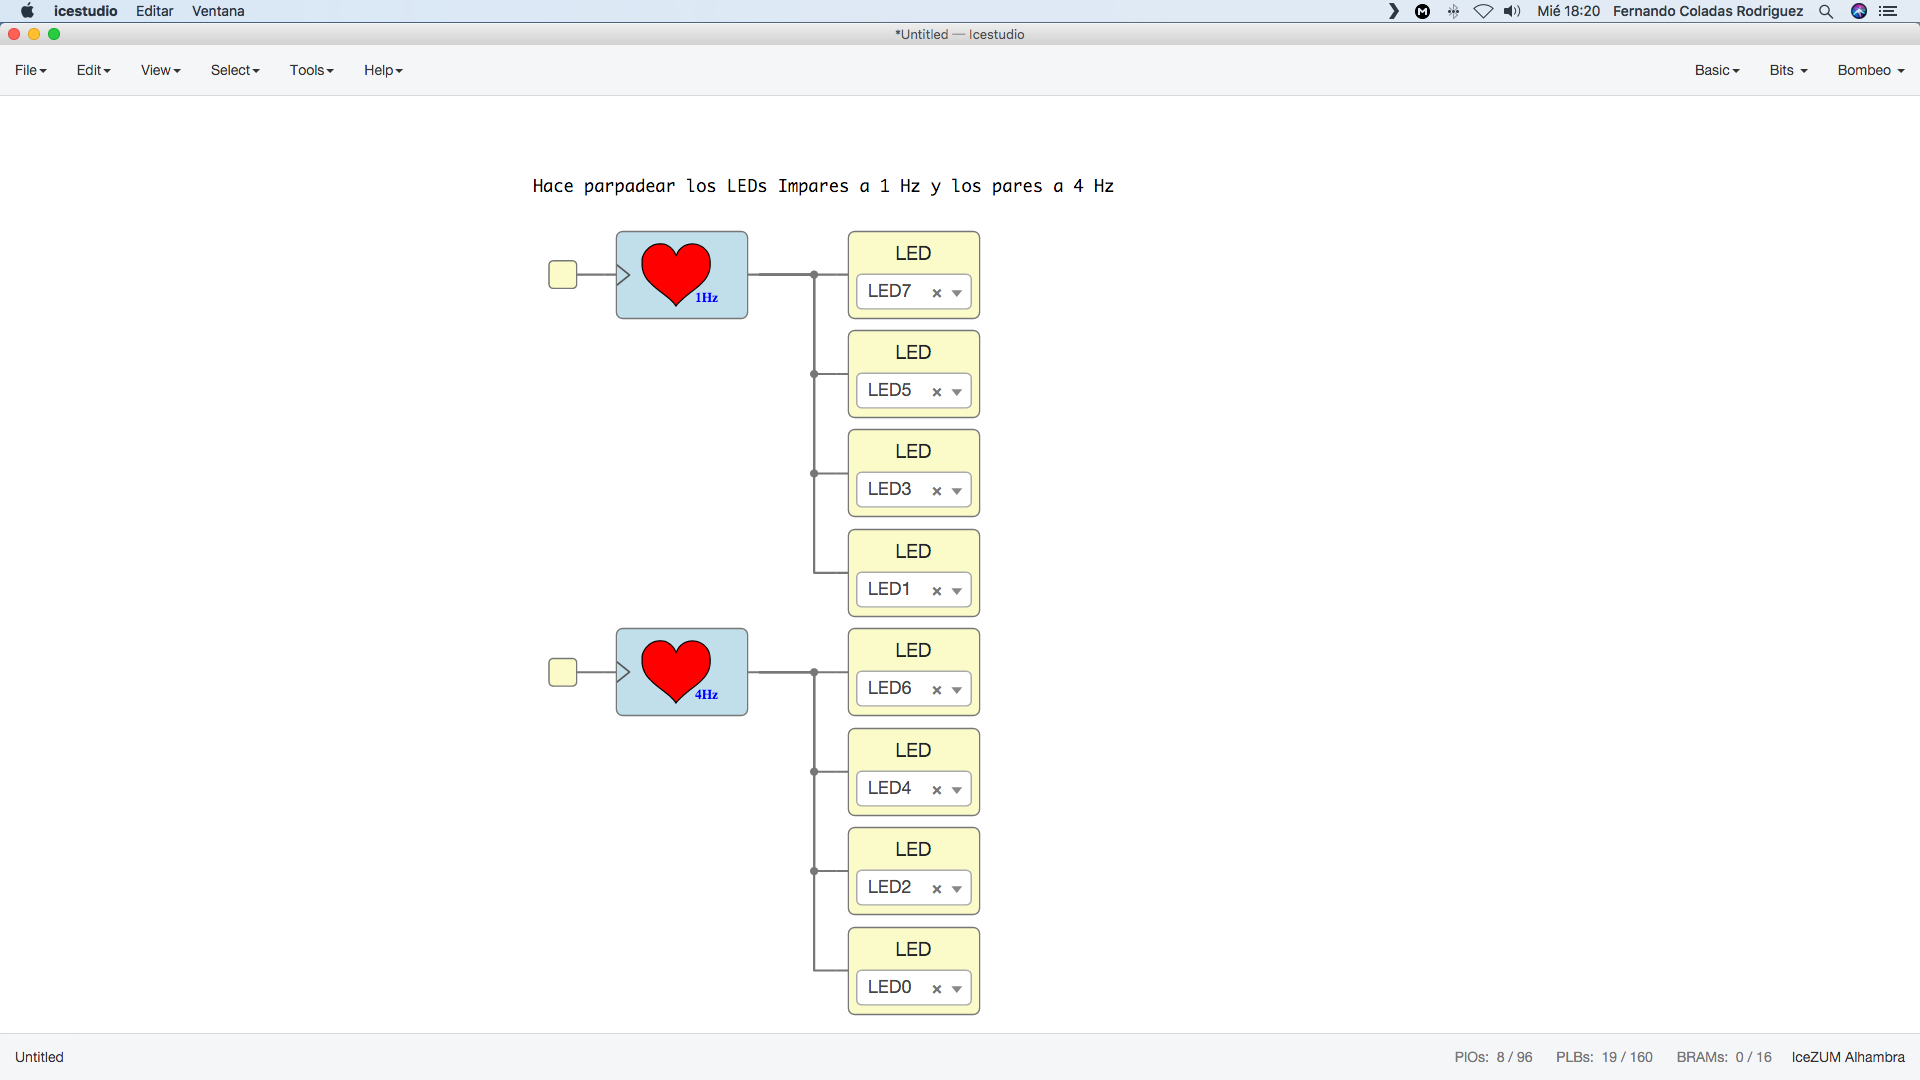 icestudio Editar Ventana Mié 18:20 Fernando Coladas Rodriguez
*Untitled — Icestudio
File Edit View Select Tools Help Basic Bits Bombeo
Hace parpadear los LEDs Impares a 1 Hz y los pares a 4 Hz
1Hz
LED
LED7
LED
LED5
LED
LED3
LED
LED1
4Hz
LED
LED6
LED
LED4
LED
LED2
LED
LED0
Untitled PIOs: 8 / 96 PLBs: 19 / 160 BRAMs: 0 / 16 IceZUM Alhambra